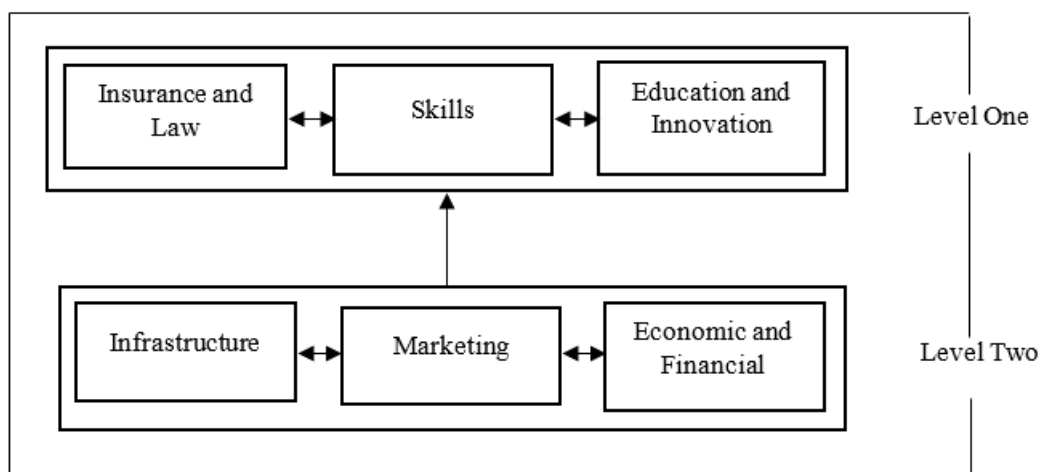 Insurance and
Law
Skills
Education and
Innovation
Level One
Infrastructure
Marketing
Economic and
Financial
Level Two